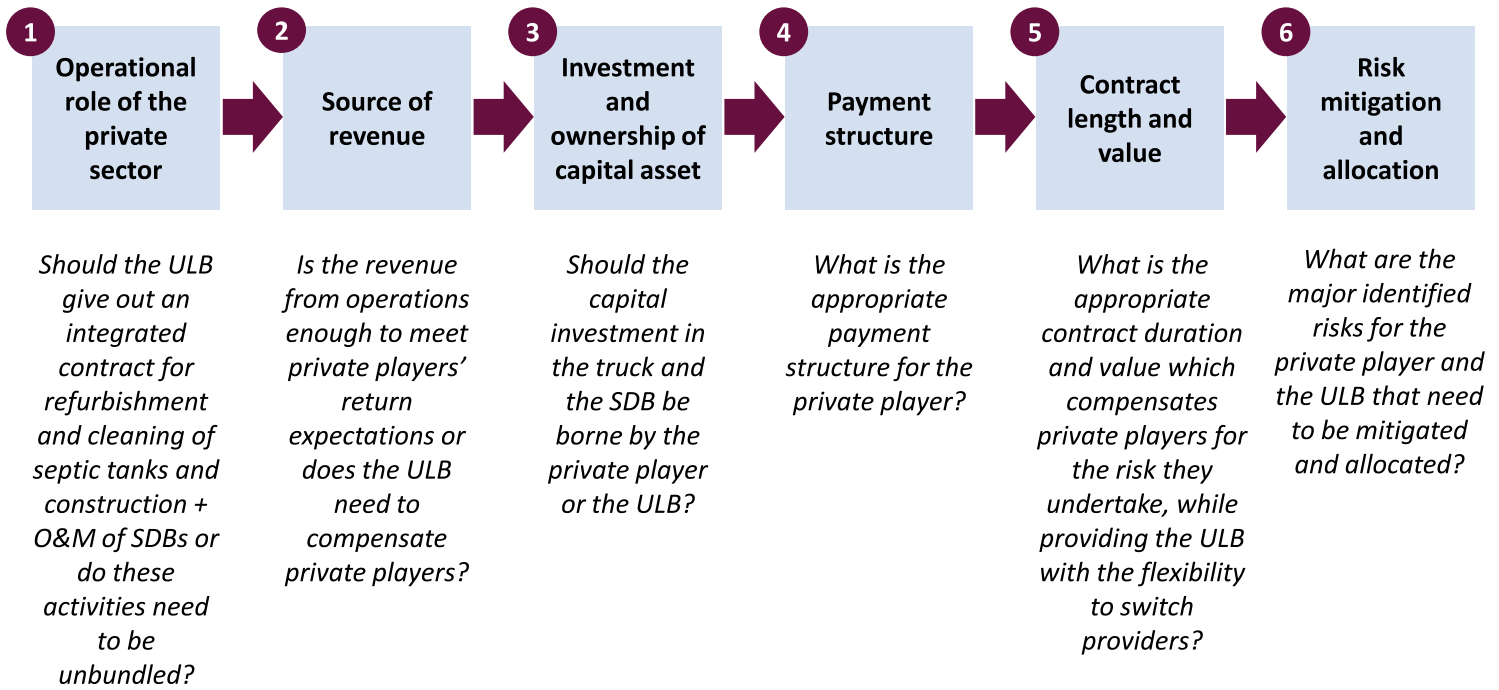 1
Operational
role of the
private
sector
2
Source of
revenue
3
Investment
and
ownership of
capital asset
4
Payment
structure
5
Contract
length and
value
6
Risk
mitigation
and
allocation
Should the ULB
give out an
integrated
contract for
refurbishment
and cleaning of
septic tanks and
construction +
O&M of SDBs or
do these
activities need
to be
unbundled?
Is the revenue
from operations
enough to meet
private players’
return
expectations or
does the ULB
need to
compensate
private players?
Should the
capital
investment in
the truck and
the SDB be
borne by the
private player
or the ULB?
What is the
appropriate
payment
structure for the
private player?
What is the
appropriate
contract duration
and value which
compensates
private players for
the risk they
undertake, while
providing the ULB
with the flexibility
to switch
providers?
What are the
major identified
risks for the
private player and
the ULB that need
to be mitigated
and allocated?